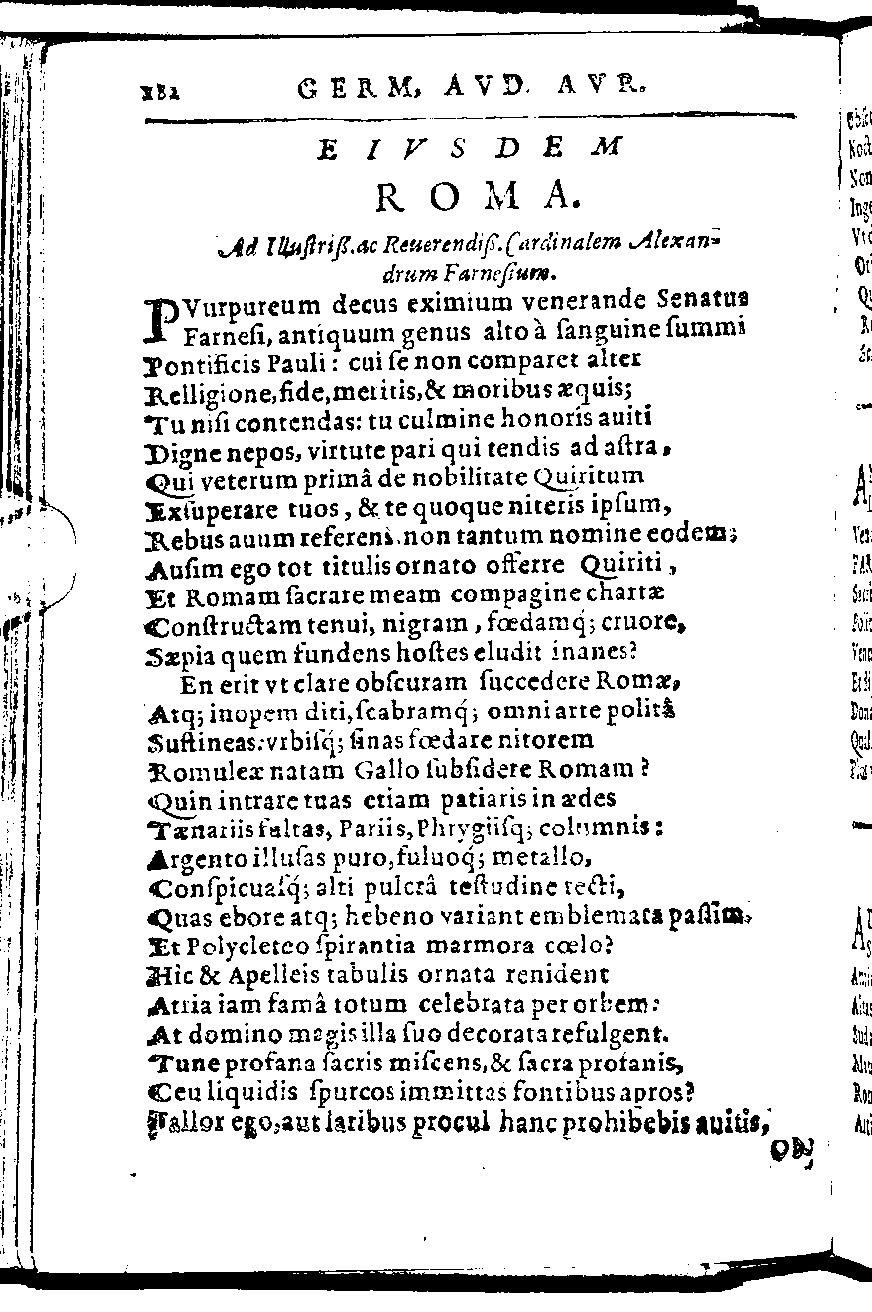 182 GERM. AVD. AVR.
EIVSDEM
ROMA.
Ad Illuſtriß. ac Reuerendiß. Cardinalem Alexan-
drum Farneſium.
PVurpureum decus eximium venerande Senatus
Farneſi, antiquum genus alto à ſanguine ſummi
Pontificis Pauli: cui ſe non comparet alter
Relligione, fide, meritis, & moribus æquis;
Tu niſi contendas: tu culmine honoris auiti
Digne nepos, virtute pari qui tendis ad aſtra,
Qui veterum primâ de nobilitate Quiritum
Exſuperare tuos, & te quoque niteris ipſum,
Rebus auum referens non tantum nomine eodem;
Auſim ego tot titulis ornato offerre Quiriti,
Et Romam ſacrare meam compagine chartæ
Conſtructam tenui, nigram, fœdamq́; cruore,
Sæpia quem fundens hoſtes eludit inanes?
En erit vt clare obſcuram ſuccedere Romæ,
Atq; inopem diti, ſcabramq́; omni arte politâ
Suſtineas: vrbiſq́; ſinas fœdare nitorem
Romuleæ natam Gallo ſubſidere Romam?
Quin intrare tuas etiam patiaris in ædes
Tænariis fultas, Pariis, Phrygiiſq; columnis:
Argento illuſas puro, fuluoq́; metallo,
Conſpicuaſq́; alti pulcrâ teſtudine tecti,
Quas ebore atq; hebeno variant emblemata paſſim,
Et Polycleteo ſpirantia marmora cœlo?
Hic & Apelleis tabulis ornata renident
Atria iam famâ totum celebrata per orbem:
At domino magis illa ſuo decorata refulgent.
Tune profana ſacris miſcens, & ſacra profanis,
Ceu liquidis ſpurcos immittas fontibus apros?
Fallor ego, aut laribus procul hanc prohibebis auitis,